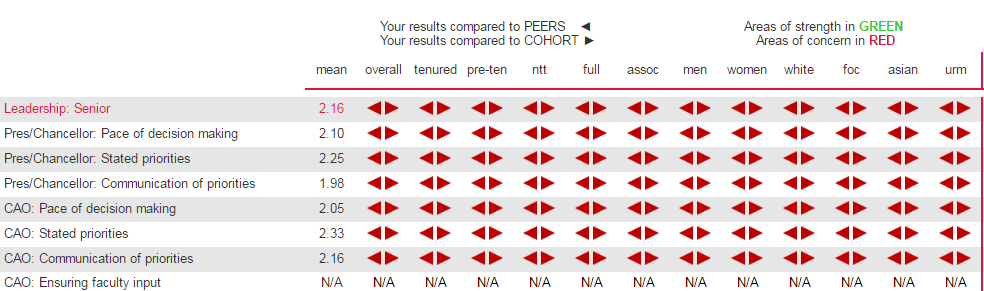 Your results compared to PEERS ◄ Areas of strength in GREEN
Your results compared to COHORT ► Areas of concern in RED
mean overall tenured pre-ten ntt full assoc men women white foc asian urm
Leadership: Senior 2.16
Pres/Chancellor: Pace of decision making 2.10
Pres/Chancellor: Stated priorities 2.25
Pres/Chancellor: Communication of priorities 1.98
CAO: Pace of decision making 2.05
CAO: Stated priorities 2.33
CAO: Communication of priorities 2.16
CAO: Ensuring faculty input N/A N/A N/A N/A N/A N/A N/A N/A N/A N/A N/A N/A N/A